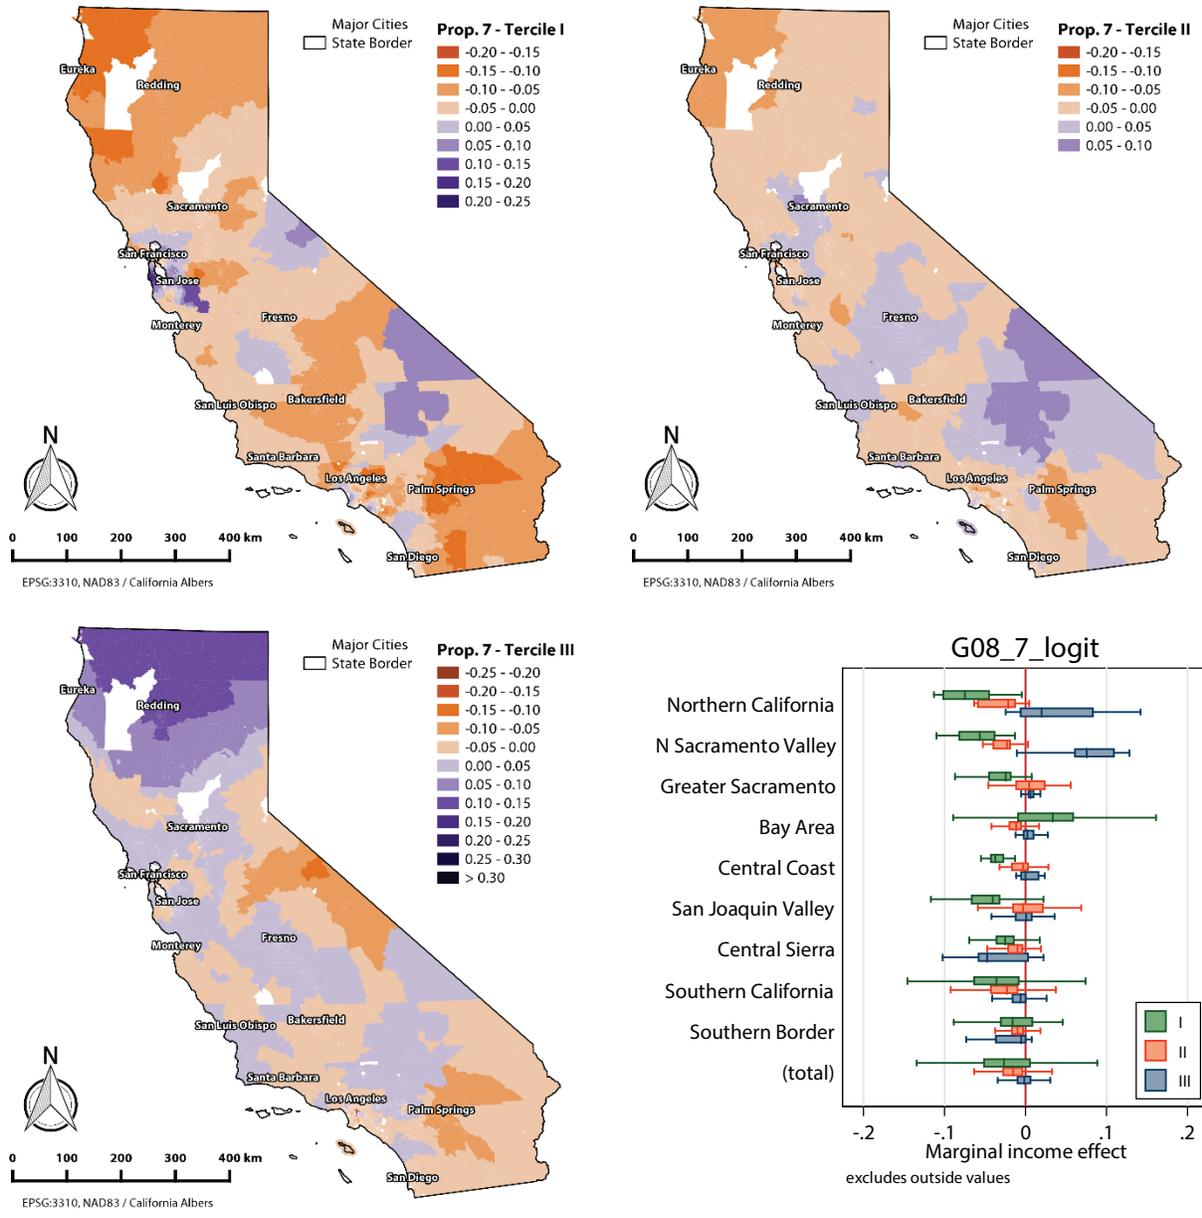 Major Cities
State Border
Prop. 7 - Tercile I
-0.20 - -0.15
-0.15 - -0.10
-0.10 - -0.05
-0.05 - 0.00
0.00 - 0.05
0.05 - 0.10
0.10 - 0.15
0.15 - 0.20
0.20 - 0.25
Eureka
Redding
Sacramento
San Francisco
San Jose
Monterey
Fresno
San Luis Obispo
Bakersfield
Santa Barbara
Los Angeles
Palm Springs
San Diego
N
0 100 200 300 400 km
EPSG:3310, NAD83 / California Albers
Major Cities
State Border
Prop. 7 - Tercile II
-0.20 - -0.15
-0.15 - -0.10
-0.10 - -0.05
-0.05 - 0.00
0.00 - 0.05
0.05 - 0.10
Eureka
Redding
Sacramento
San Francisco
San Jose
Monterey
Fresno
San Luis Obispo
Bakersfield
Santa Barbara
Los Angeles
Palm Springs
San Diego
N
0 100 200 300 400 km
EPSG:3310, NAD83 / California Albers
Major Cities
State Border
Prop. 7 - Tercile III
-0.25 - -0.20
-0.20 - -0.15
-0.15 - -0.10
-0.10 - -0.05
-0.05 - 0.00
0.00 - 0.05
0.05 - 0.10
0.10 - 0.15
0.15 - 0.20
0.20 - 0.25
0.25 - 0.30
> 0.30
Eureka
Redding
Sacramento
San Francisco
San Jose
Monterey
Fresno
San Luis Obispo
Bakersfield
Santa Barbara
Los Angeles
Palm Springs
San Diego
N
0 100 200 300 400 km
EPSG:3310, NAD83 / California Albers
G08_7_logit
Northern California
N Sacramento Valley
Greater Sacramento
Bay Area
Central Coast
San Joaquin Valley
Central Sierra
Southern California
Southern Border
(total)
I
II
III
-.2 -.1 0 .1 .2
Marginal income effect
excludes outside values